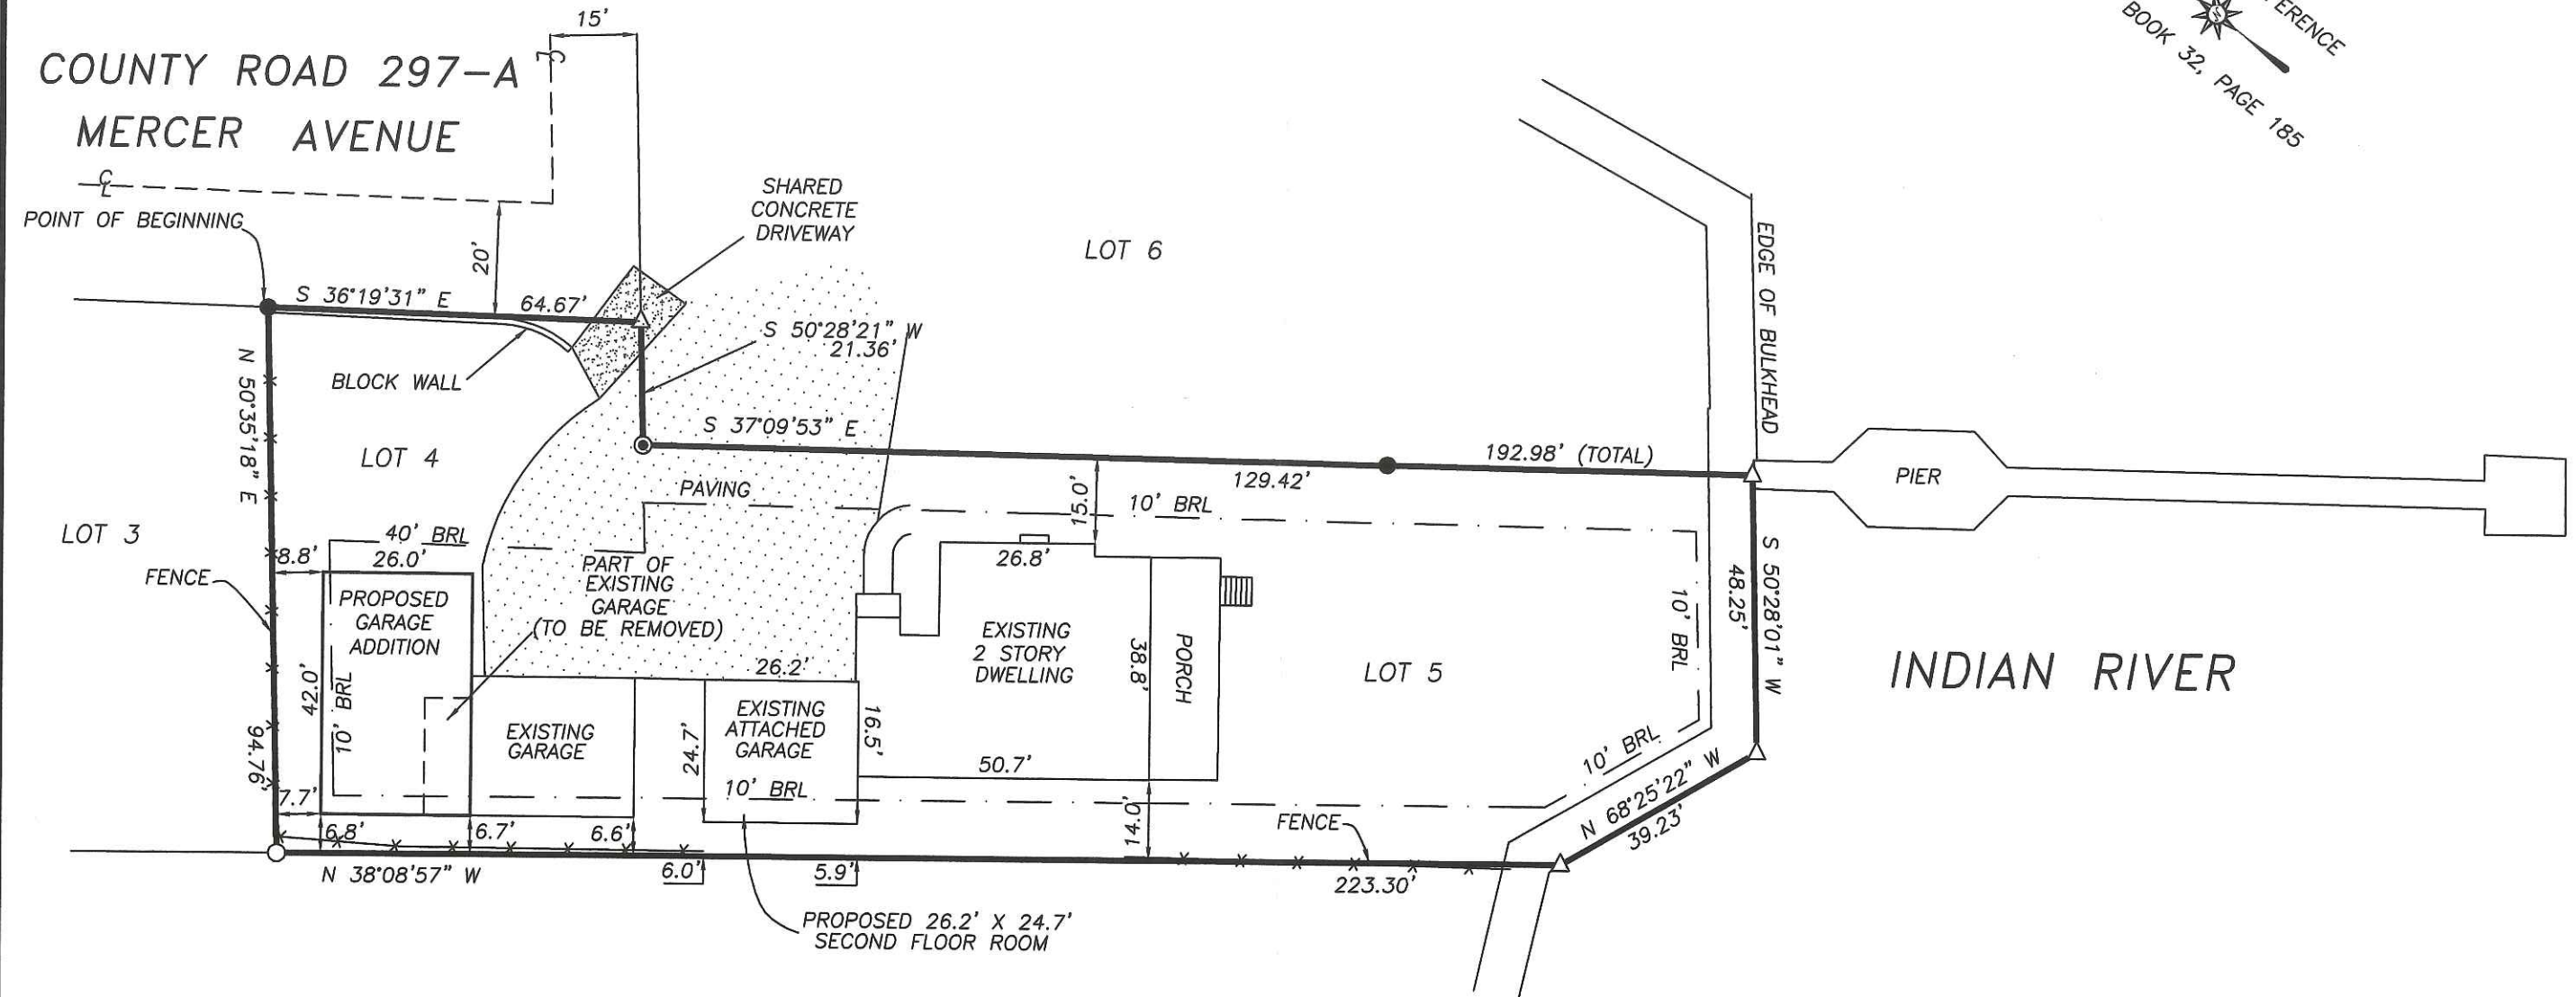 15'
COUNTY ROAD 297-A
MERCER AVENUE
BOOK 32, PAGE 185
POINT OF BEGINNING
20'
SHARED
CONCRETE
DRIVEWAY
LOT 6
EDGE OF BULKHEAD
S 36°19'31" E
64.67'
S 50°28'21" W
21.36'
BLOCK WALL
N 50°35'18" E
94.76'
LOT 4
S 37°09'53" E
129.42'
192.98' (TOTAL)
PIER
PAVING
15.0'
10' BRL
LOT 3
FENCE
8.8'
40' BRL
26.0'
PROPOSED
GARAGE
ADDITION
42.0'
10' BRL
PART OF
EXISTING
GARAGE
(TO BE REMOVED)
26.8'
EXISTING
2 STORY
DWELLING
38.8'
PORCH
LOT 5
10' BRL
48.25'
S 50°28'01" W
INDIAN RIVER
26.2'
EXISTING
GARAGE
24.7'
EXISTING
ATTACHED
GARAGE
16.5'
10' BRL
50.7'
14.0'
10' BRL
N 68°25'22" W
39.23'
7.7'
6.8'
6.7'
6.6'
FENCE
N 38°08'57" W
6.0'
5.9'
223.30'
PROPOSED 26.2' X 24.7'
SECOND FLOOR ROOM